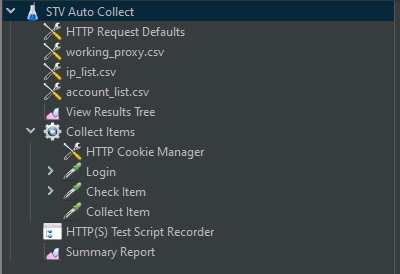 STV Auto Collect
HTTP Request Defaults
working_proxy.csv
ip_list.csv
account_list.csv
View Results Tree
Collect Items
HTTP Cookie Manager
Login
Check Item
Collect Item
HTTP(S) Test Script Recorder
Summary Report